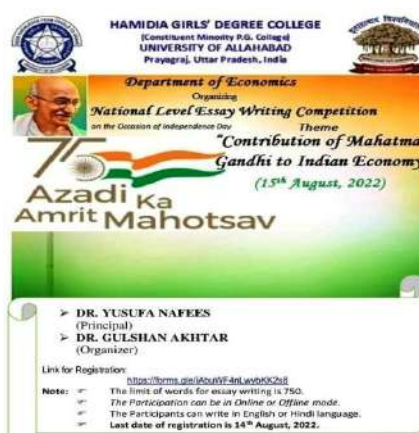 HAMIDIA GIRLS' DEGREE COLLEGE
(Constituent Minority P.G. College)
UNIVERSITY OF ALLAHABAD
Prayagraj, Uttar Pradesh, India
Department of Economics
Organizing
National Level Essay Writing Competition
on the Occasion of Independence Day
Theme
"Contribution of Mahatma
Gandhi to Indian Economy
(15th August, 2022)
75
Azadi Ka
Amrit Mahotsav
➢ DR. YUSUFA NAFEES
(Principal)
➢ DR. GULSHAN AKHTAR
(Organizer)
Link for Registration:
Note: ☞ The limit of words for essay writing is 750.
☞ The Participation can be in Online or Offline mode.
☞ The Participants can write in English or Hindi language.
☞ Last date of registration is 14th August, 2022.